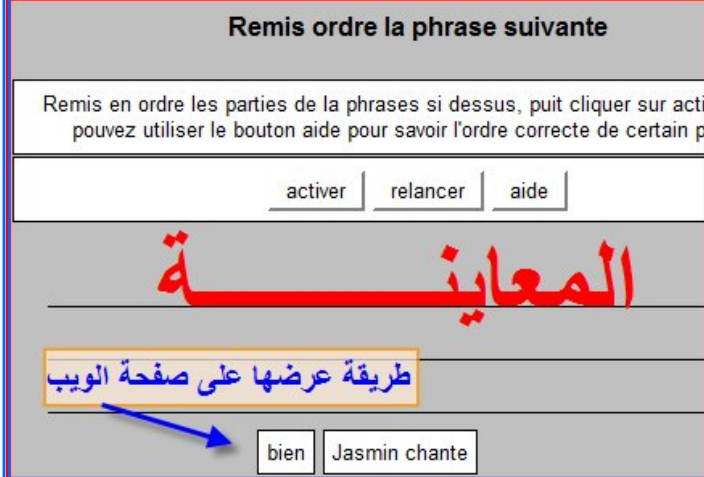 Remis ordre la phrase suivante
Remis en ordre les parties de la phrases si dessus, puit cliquer sur
pouvez utiliser le bouton aide pour savoir l'ordre correcte de certain
activer relancer aide
المعاينة
طريقة عرضها على صفحة الويب
bien Jasmin chante